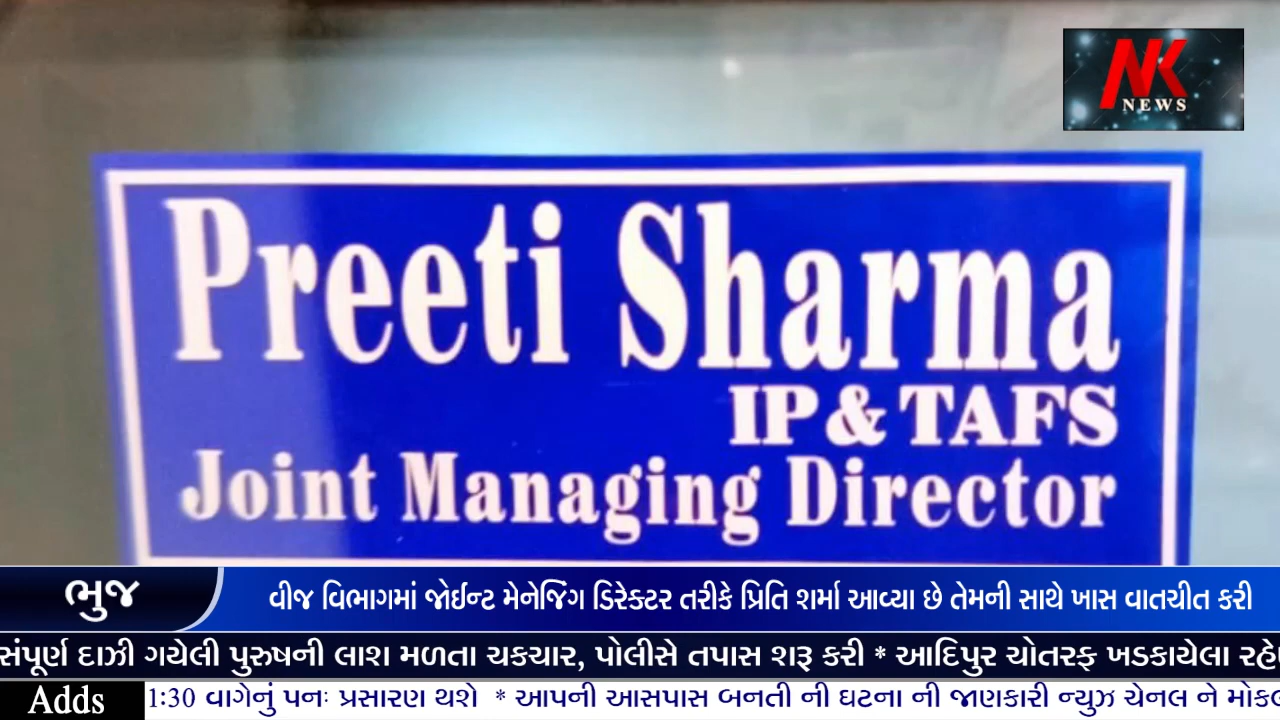 NK
NEWS
Preeti Sharma
IP & TAFS
Joint Managing Director
ભુજ
વીજ વિભાગમાં જોઈન્ટ મેનેજિંગ ડિરેક્ટર તરીકે પ્રિતિ શર્મા આવ્યા છે તેમની સાથે ખાસ વાતચીત કરી
સંપૂર્ણ દાઝી ગયેલી પુરુષની લાશ મળતા ચકચાર, પોલીસે તપાસ શરૂ કરી * આદિપુર ચોતરફ ખડકાયેલા
Adds
1:30 વાગેનું પનઃ પ્રસારણ થશે * આપની આસપાસ બનતી ની ઘટના ની જાણકારી ન્યુઝ ચેનલ ને